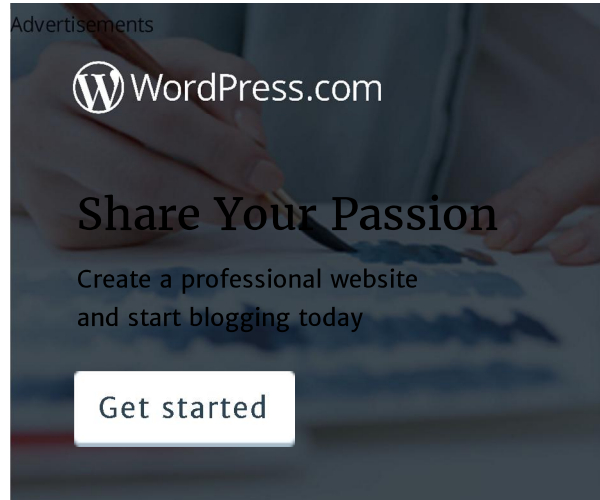 Advertisements
WordPress.com
Share Your Passion
Create a professional website
and start blogging today
Get started